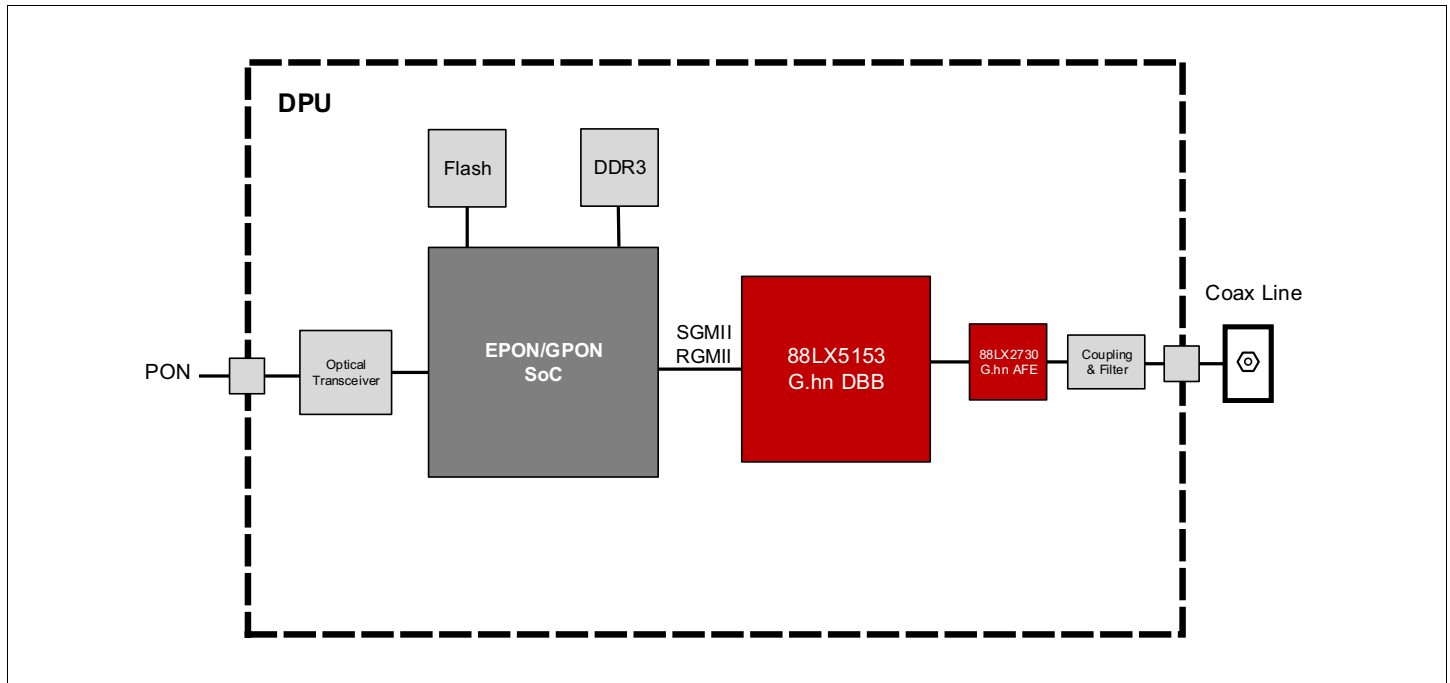 DPU
Flash
DDR3
PON
Optical
Transceiver
EPON/GPON
SoC
SGMII
RGMII
88LX5153
G.hn DBB
88LX2730
G.hn AFE
Coupling
& Filter
Coax Line